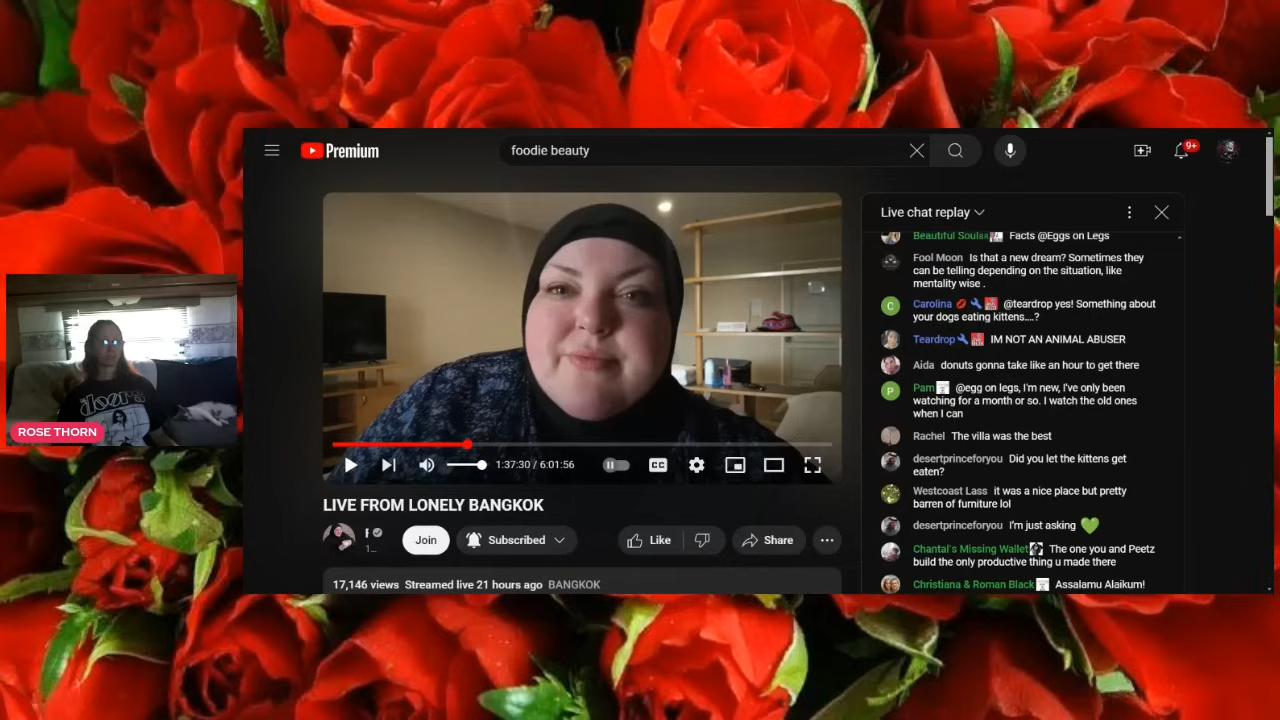 Premium
foodie beauty
9+
Live chat replay
Beautiful Soulaa Facts @Eggs on Legs
Fool Moon Is that a new dream? Sometimes they
can be telling depending on the situation, like
mentality wise .
C
Carolina 💋 @teardrop yes! Something about
your dogs eating kittens....?
Teardrop IM NOT AN ANIMAL ABUSER
Aida donuts gonna take like an hour to get there
P
Pam @egg on legs, I'm new, I've only been
watching for a month or so. I watch the old ones
when I can
Rachel The villa was the best
desertprinceforyou Did you let the kittens get
eaten?
Westcoast Lass it was a nice place but pretty
barren of furniture lol
desertprinceforyou I'm just asking 💚
Chantal's Missing Wallet The one you and Peetz
build the only productive thing u made there
Christiana & Roman Black Assalamu Alaikum!
the doors
ROSE THORN
1:37:30 / 6:01:56
CC
LIVE FROM LONELY BANGKOK
1...
Join
Subscribed
Like
Share
17,146 views Streamed live 21 hours ago BANGKOK